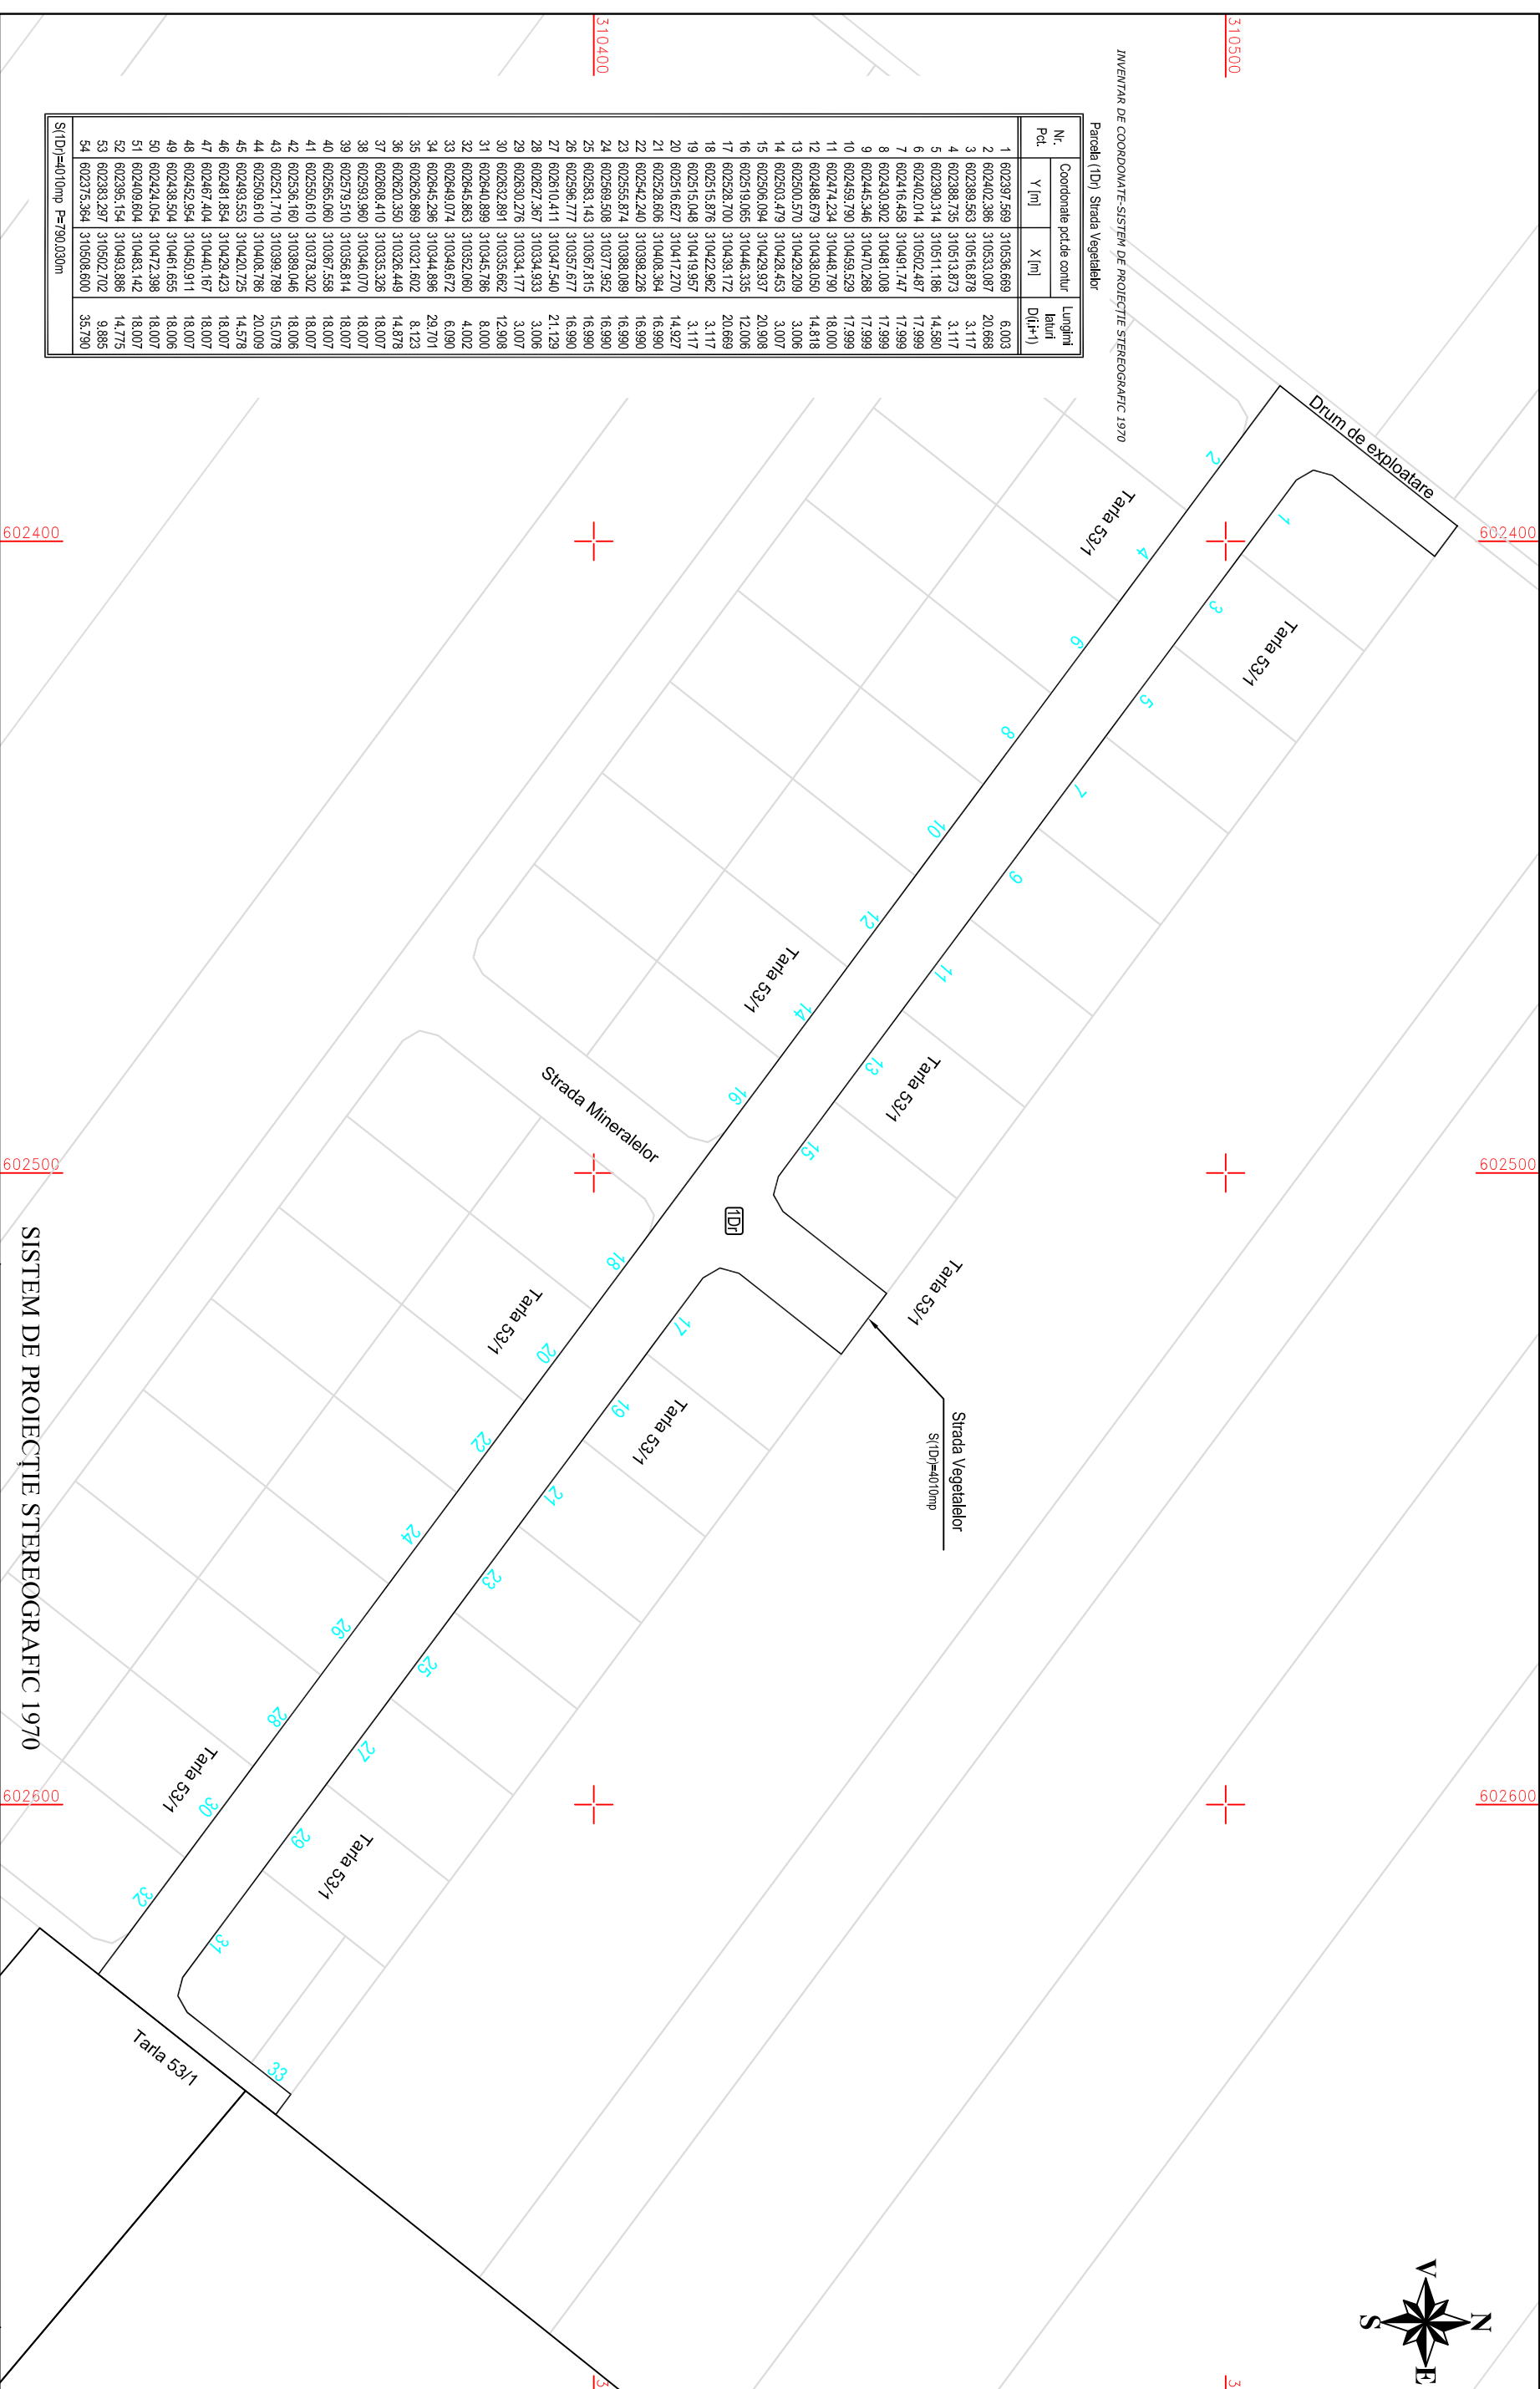 INVENTAR DE COORDONATE-SISTEM DE PROIECȚIE STEREOGRAFIC 1970
Parcela (1Dr) Strada Vegetalelor
Nr. Pct. Coordonate pct.de contur Lungimi laturi D(i,i+1)
Y [m] X [m]
1 602397.569 310536.669 6.003
2 602402.386 310533.087 20.668
3 602389.563 310516.878 3.117
4 602388.735 310513.873 3.117
5 602390.314 310511.186 14.580
6 602402.014 310502.487 17.999
7 602416.458 310491.747 17.999
8 602430.902 310481.008 17.999
9 602445.346 310470.268 17.999
10 602459.790 310459.529 17.999
11 602474.234 310448.790 18.000
12 602488.679 310438.050 14.818
13 602500.570 310429.209 3.006
14 602503.479 310428.453 3.007
15 602506.094 310429.937 20.908
16 602519.065 310446.335 12.006
17 602528.700 310439.172 20.669
18 602515.876 310422.962 3.117
19 602515.048 310419.957 3.117
20 602516.627 310417.270 14.927
21 602528.606 310408.364 16.990
22 602542.240 310398.226 16.990
23 602555.874 310388.089 16.990
24 602569.508 310377.952 16.990
25 602583.143 310367.815 16.990
26 602596.777 310357.677 16.990
27 602610.411 310347.540 21.129
28 602627.367 310334.933 3.006
29 602630.276 310334.177 3.007
30 602632.891 310335.662 12.908
31 602640.899 310345.786 8.000
32 602645.863 310352.060 4.002
33 602649.074 310349.672 6.090
34 602645.296 310344.896 29.701
35 602626.869 310321.602 8.123
36 602620.350 310326.449 14.878
37 602608.410 310335.326 18.007
38 602593.960 310346.070 18.007
39 602579.510 310356.814 18.007
40 602565.060 310367.558 18.007
41 602550.610 310378.302 18.007
42 602536.160 310389.046 18.006
43 602521.710 310399.789 15.078
44 602509.610 310408.786 20.009
45 602493.553 310420.725 14.578
46 602481.854 310429.423 18.007
47 602467.404 310440.167 18.007
48 602452.954 310450.911 18.007
49 602438.504 310461.655 18.006
50 602424.054 310472.398 18.007
51 602409.604 310483.142 18.007
52 602395.154 310493.886 14.775
53 602383.297 310502.702 9.885
54 602375.364 310508.600 35.790
S(1Dr)=4010mp P=790.030m
310400
310500
602400
602400
602500
602500
602600
602600
3
3
Drum de exploatare
Tarla 53/1
Tarla 53/1
Tarla 53/1
Tarla 53/1
Tarla 53/1
Tarla 53/1
Tarla 53/1
Tarla 53/1
Tarla 53/1
Tarla 53/1
Strada Mineralelor
1Dr
Strada Vegetalelor
S(1Dr)=4010mp
1
2
3
4
5
6
7
8
9
10
11
12
13
14
15
16
17
18
19
20
21
22
23
24
25
26
27
28
29
30
31
32
33
N
V
E
S
SISTEM DE PROIECȚIE STEREOGRAFIC 1970